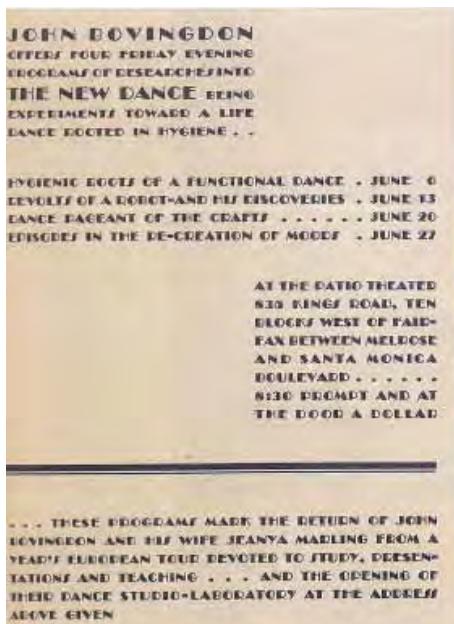 JOHN BOVINGDON
OFFERS FOUR FRIDAY EVENING
PROGRAMS OF RESEARCHES INTO
THE NEW DANCE BEING
EXPERIMENTS TOWARD A LIFE
DANCE ROOTED IN HYGIENE . .
HYGIENIC ROOTS OF A FUNCTIONAL DANCE . JUNE 6
REVOLTS OF A ROBOT-AND HIS DISCOVERIES . JUNE 13
DANCE PAGEANT OF THE CRAFTS . . . . . . JUNE 20
EPISODES IN THE RE-CREATION OF MOODS . JUNE 27
AT THE PATIO THEATER
835 KINGS ROAD, TEN
BLOCKS WEST OF FAIR-
FAX BETWEEN MELROSE
AND SANTA MONICA
BOULEVARD . . . . . .
8:30 PROMPT AND AT
THE DOOR A DOLLAR
. . . THESE PROGRAMS MARK THE RETURN OF JOHN
BOVINGDON AND HIS WIFE JEANYA MARLING FROM A
YEAR'S EUROPEAN TOUR DEVOTED TO STUDY, PRESEN-
TATIONS AND TEACHING . . . AND THE OPENING OF
THEIR DANCE STUDIO-LABORATORY AT THE ADDRESS
ABOVE GIVEN